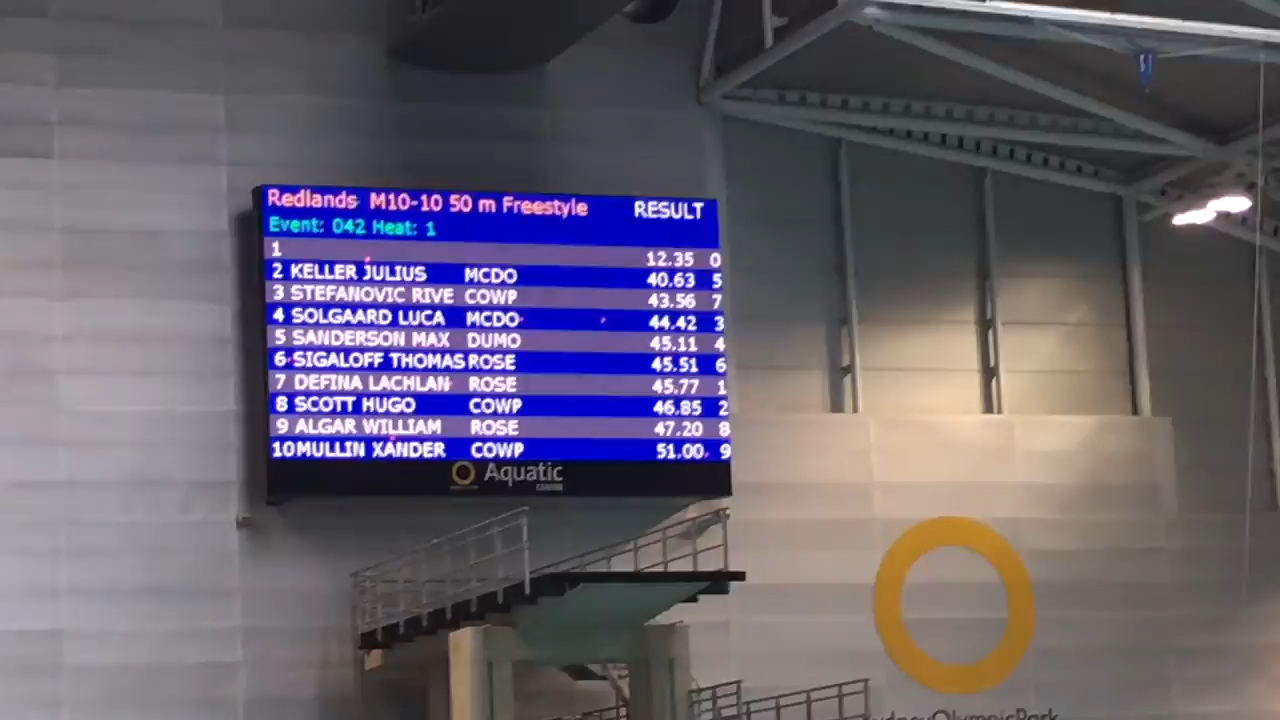 Redlands M10-10 50 m Freestyle RESULT
Event: 042 Heat: 1
1 12.35 0
2 KELLER JULIUS MCDO 40.63 5
3 STEFANOVIC RIVE COWP 43.56 7
4 SOLGAARD LUCA MCDO 44.42 3
5 SANDERSON MAX DUMO 45.11 4
6 SIGALOFF THOMAS ROSE 45.51 6
7 DEFINA LACHLAN ROSE 45.77 1
8 SCOTT HUGO COWP 46.85 2
9 ALGAR WILLIAM ROSE 47.20 8
10 MULLIN XANDER COWP 51.00 9
Aquatic
CENTRE